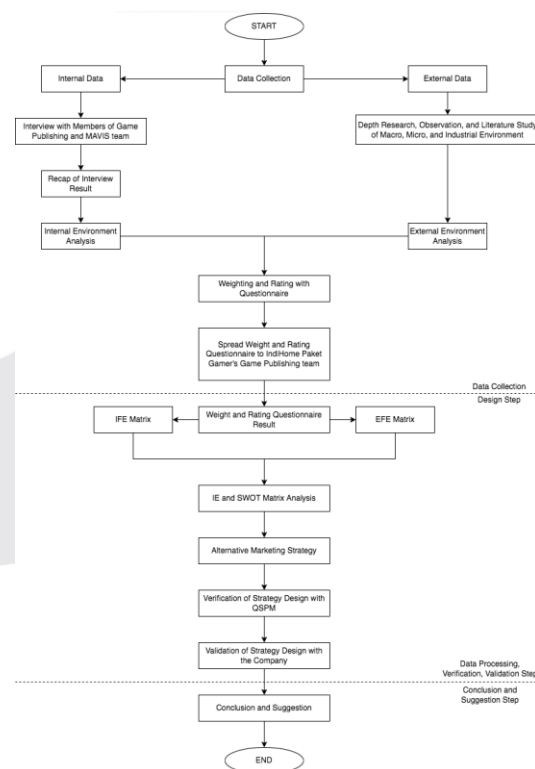 START
Internal Data
Data Collection
External Data
Interview with Members of Game
Publishing and MAVIS team
Depth Research, Observation, and Literature Study
of Macro, Micro, and Industrial Environment
Recap of Interview
Result
Internal Environment
Analysis
External Environment
Analysis
Weighting and Rating with
Questionnaire
Spread Weight and Rating
Questionnaire to IndiHome Paket
Gamer's Game Publishing team
Data Collection
Design Step
IFE Matrix
Weight and Rating Questionnaire
Result
EFE Matrix
IE and SWOT Matrix Analysis
Alternative Marketing Strategy
Verification of Strategy Design with
QSPM
Validation of Strategy Design with
the Company
Data Processing,
Verification, Validation Step
Conclusion and
Suggestion Step
Conclusion and Suggestion
END